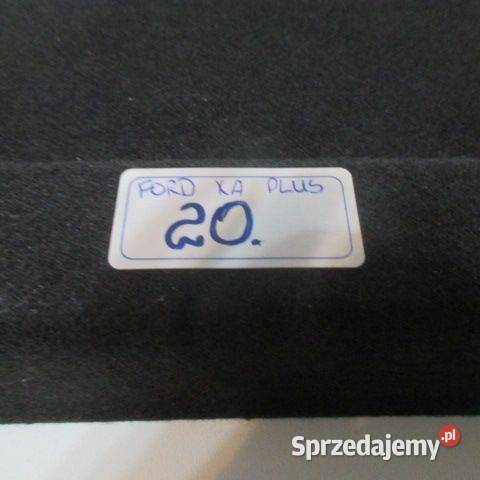 FORD KA PLUS
20.
Sprzedajemy.pl